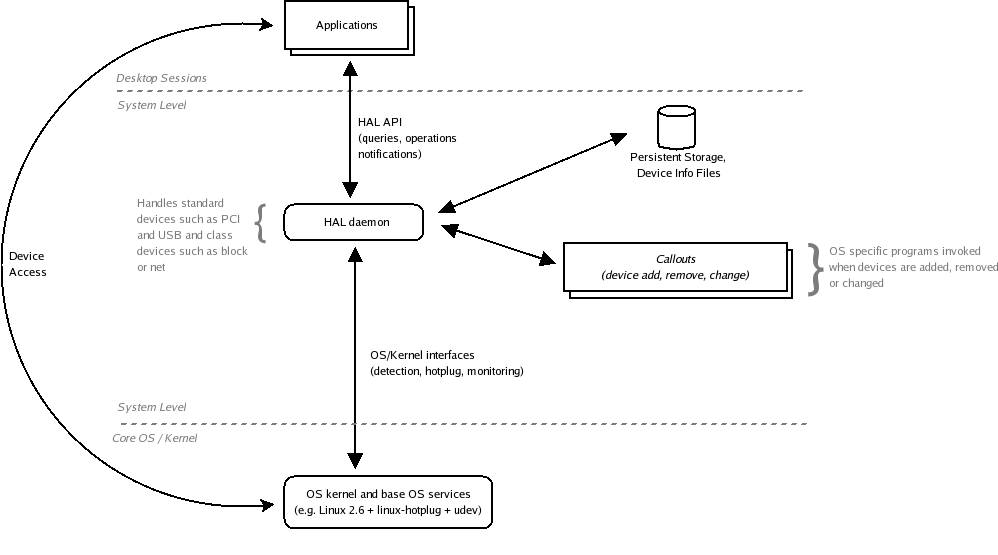 Applications
Desktop Sessions
System Level
HAL API
(queries, operations
notifications)
Persistent Storage,
Device Info Files
Handles standard
devices such as PCI
and USB and class
devices such as block
or net
HAL daemon
Device
Access
Callouts
(device add, remove, change)
OS specific programs invoked
when devices are added, removed
or changed
OS/Kernel interfaces
(detection, hotplug, monitoring)
System Level
Core OS / Kernel
OS kernel and base OS services
(e.g. Linux 2.6 + linux-hotplug + udev)